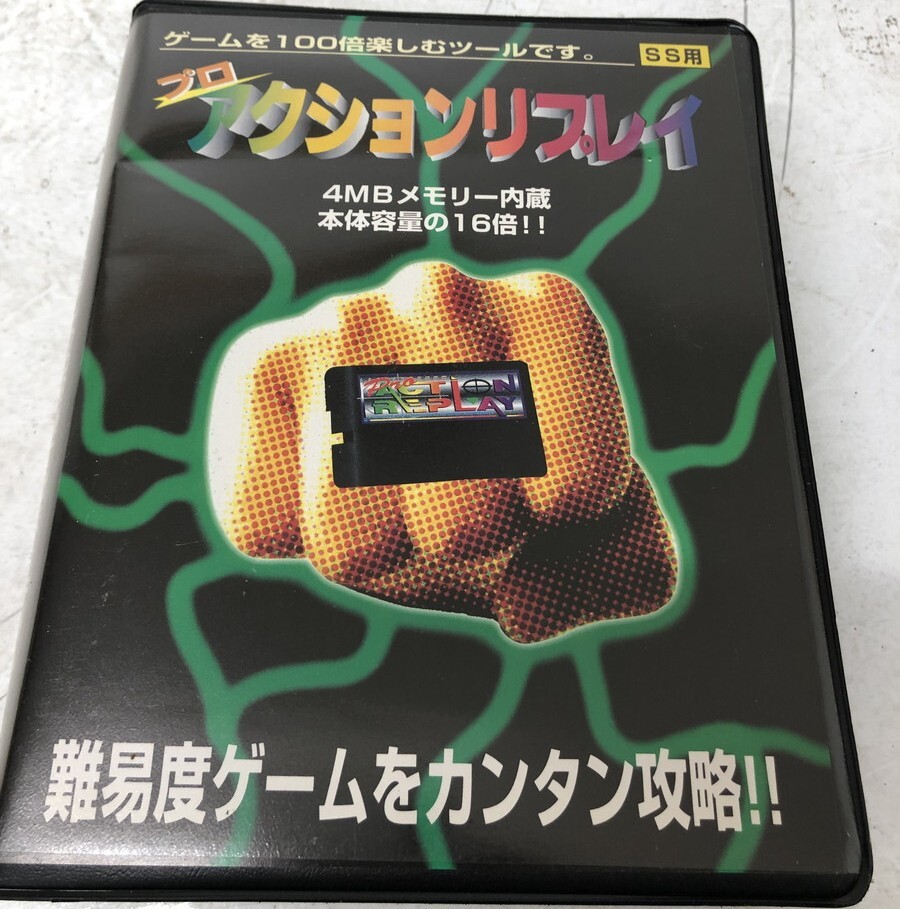 ゲームを100倍楽しむツールです。
SS用
プロ
アクションリプレイ
4MBメモリー内蔵
本体容量の16倍!!
Pro
ACTION
REPLAY
難易度ゲームをカンタン攻略!!